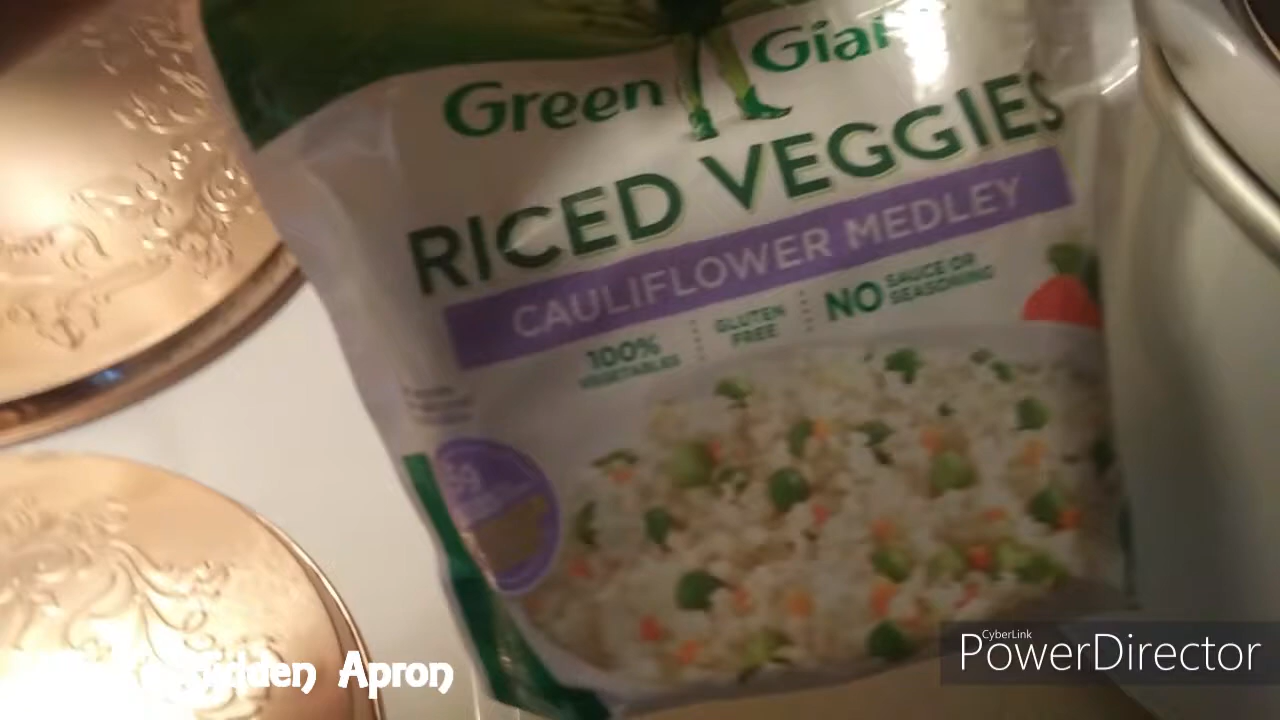 Green Giant
RICED VEGGIES
CAULIFLOWER MEDLEY
100% VEGETABLES
GLUTEN FREE
NO SAUCE OR SEASONING
Apron
CyberLink
PowerDirector